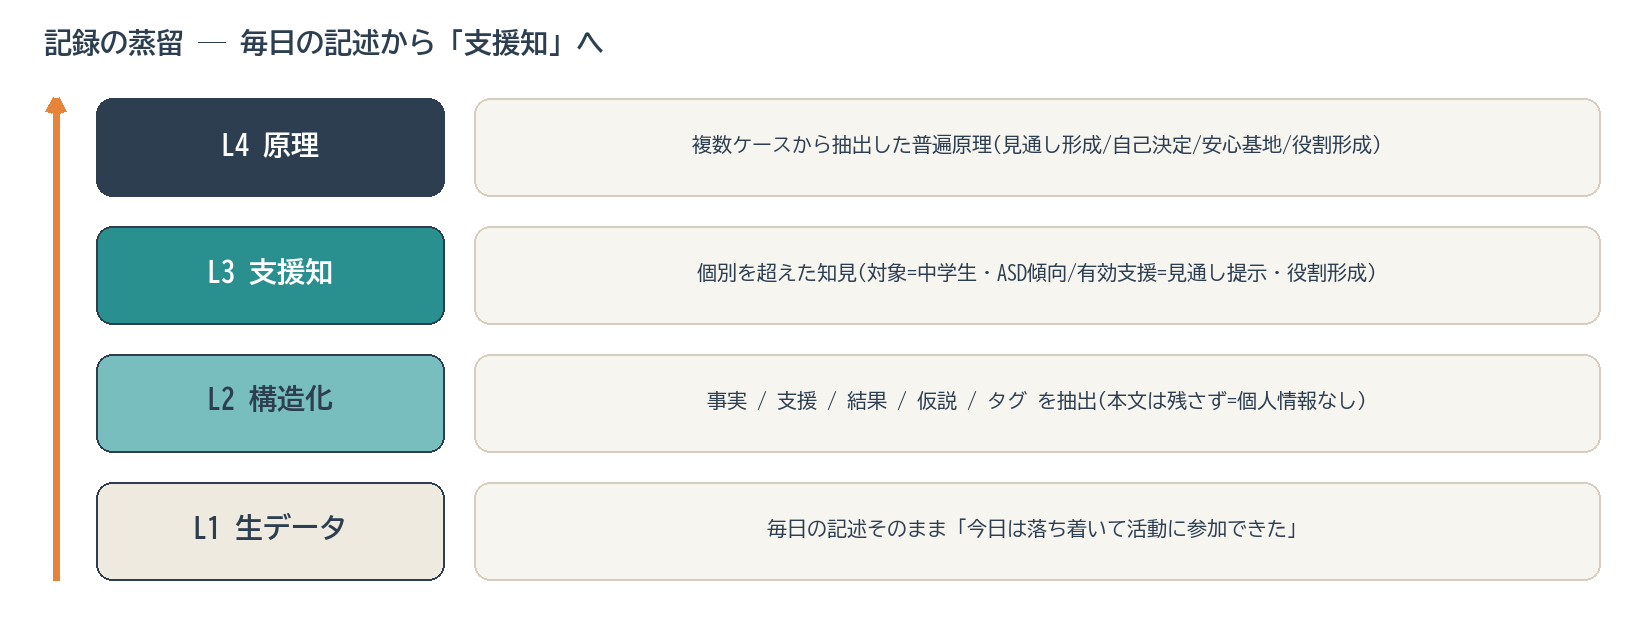 記録の蒸留 ― 毎日の記述から「支援知」へ
L4 原理
複数ケースから抽出した普遍原理(見通し形成/自己決定/安心基地/役割形成)
L3 支援知
個別を超えた知見(対象=中学生・ASD傾向/有効支援=見通し提示・役割形成)
L2 構造化
事実 / 支援 / 結果 / 仮説 / タグ を抽出(本文は残さず=個人情報なし)
L1 生データ
毎日の記述そのまま「今日は落ち着いて活動に参加できた」